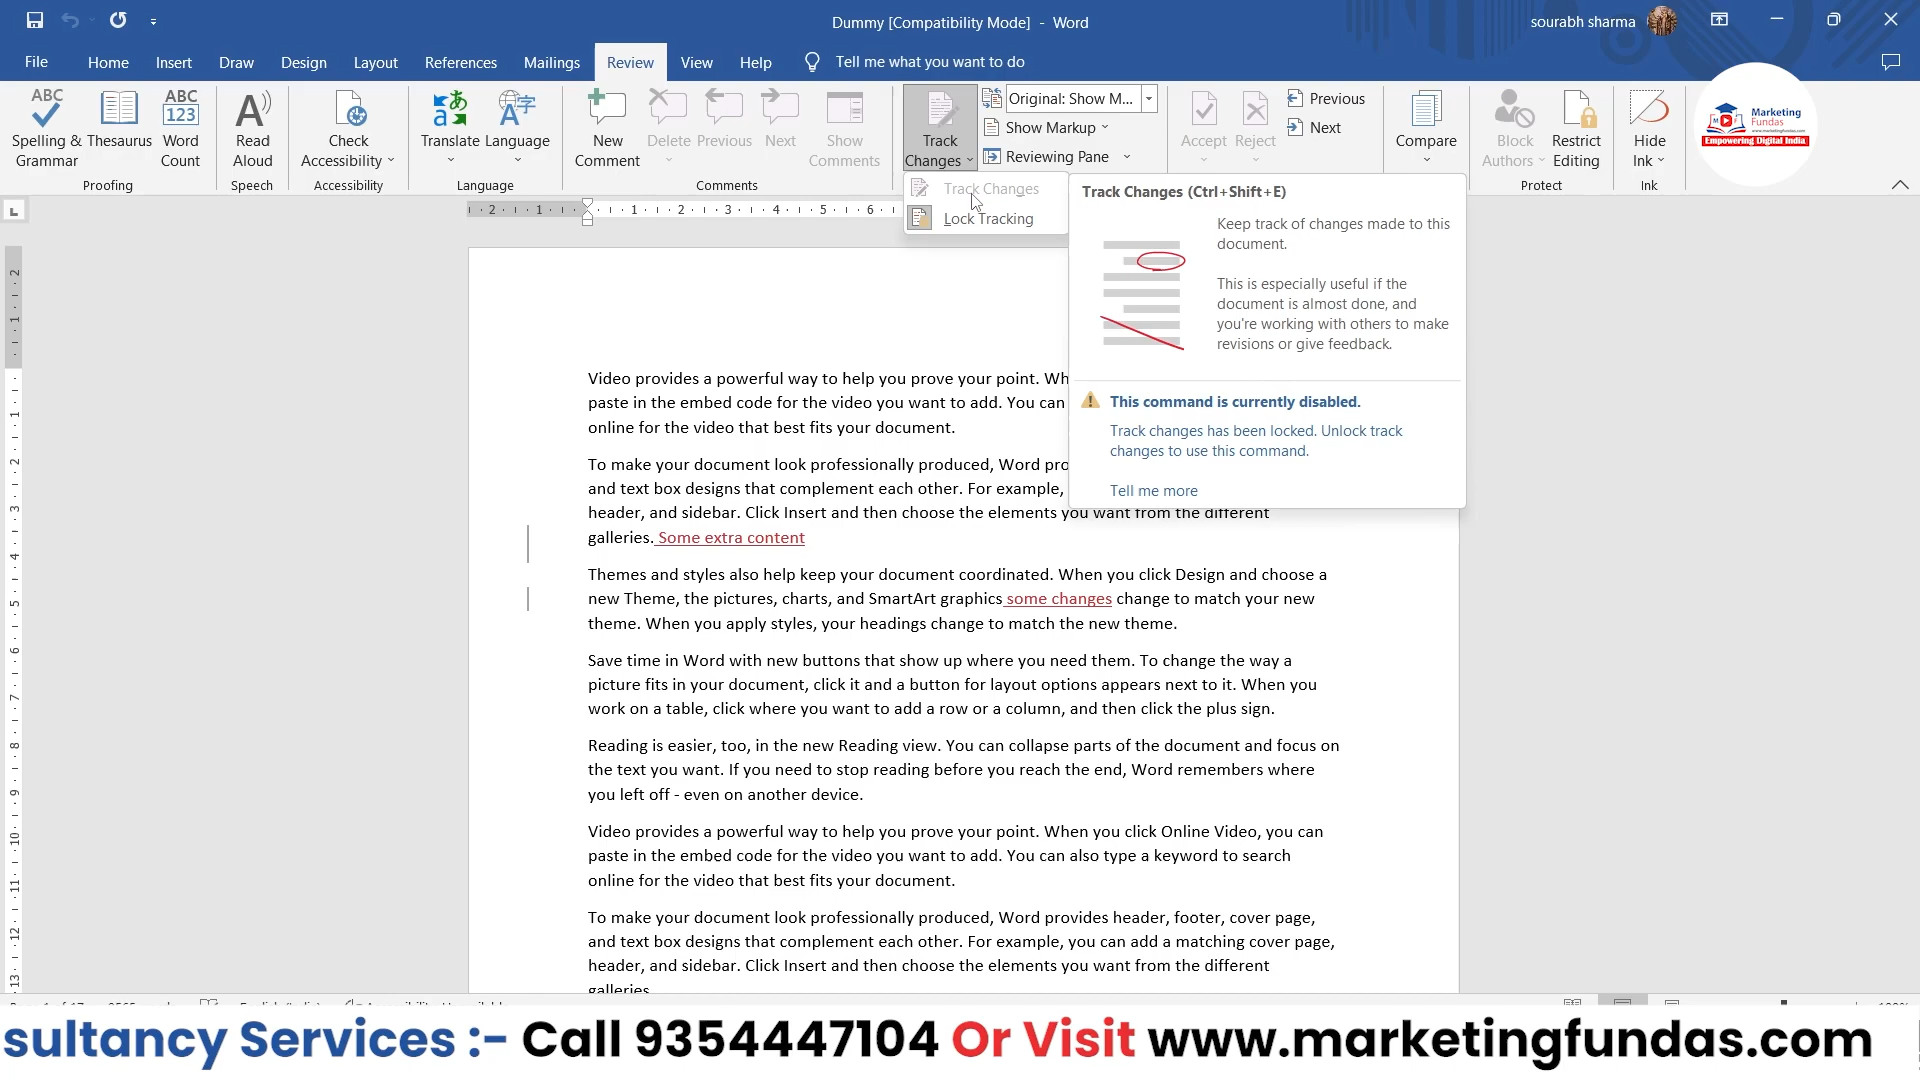 Dummy [Compatibility Mode] - Word
sourabh sharma
File Home Insert Draw Design Layout References Mailings Review View Help Tell me what you want to do
ABC
Spelling &
Grammar
Thesaurus
ABC
123
Word
Count
Proofing
Read
Aloud
Speech
Check
Accessibility
Accessibility
Translate
Language
Language
New
Comment
Delete
Previous
Next
Show
Comments
Comments
Track
Changes
Original: Show M...
Show Markup
Reviewing Pane
Accept
Reject
Previous
Next
Compare
Block
Authors
Restrict
Editing
Protect
Hide
Ink
Ink
Marketing
Fundas
Empowering Digital India
Track Changes
Lock Tracking
Track Changes (Ctrl+Shift+E)
Keep track of changes made to this
document.
This is especially useful if the
document is almost done, and
you're working with others to make
revisions or give feedback.
This command is currently disabled.
Track changes has been locked. Unlock track
changes to use this command.
Tell me more
Video provides a powerful way to help you prove your point. Wh
paste in the embed code for the video you want to add. You can
online for the video that best fits your document.
To make your document look professionally produced, Word pro
and text box designs that complement each other. For example,
header, and sidebar. Click Insert and then choose the elements you want from the different
galleries. Some extra content
Themes and styles also help keep your document coordinated. When you click Design and choose a
new Theme, the pictures, charts, and SmartArt graphics some changes change to match your new
theme. When you apply styles, your headings change to match the new theme.
Save time in Word with new buttons that show up where you need them. To change the way a
picture fits in your document, click it and a button for layout options appears next to it. When you
work on a table, click where you want to add a row or a column, and then click the plus sign.
Reading is easier, too, in the new Reading view. You can collapse parts of the document and focus on
the text you want. If you need to stop reading before you reach the end, Word remembers where
you left off - even on another device.
Video provides a powerful way to help you prove your point. When you click Online Video, you can
paste in the embed code for the video you want to add. You can also type a keyword to search
online for the video that best fits your document.
To make your document look professionally produced, Word provides header, footer, cover page,
and text box designs that complement each other. For example, you can add a matching cover page,
header, and sidebar. Click Insert and then choose the elements you want from the different
galleries.
sultancy Services :- Call 9354447104 Or Visit www.marketingfundas.com